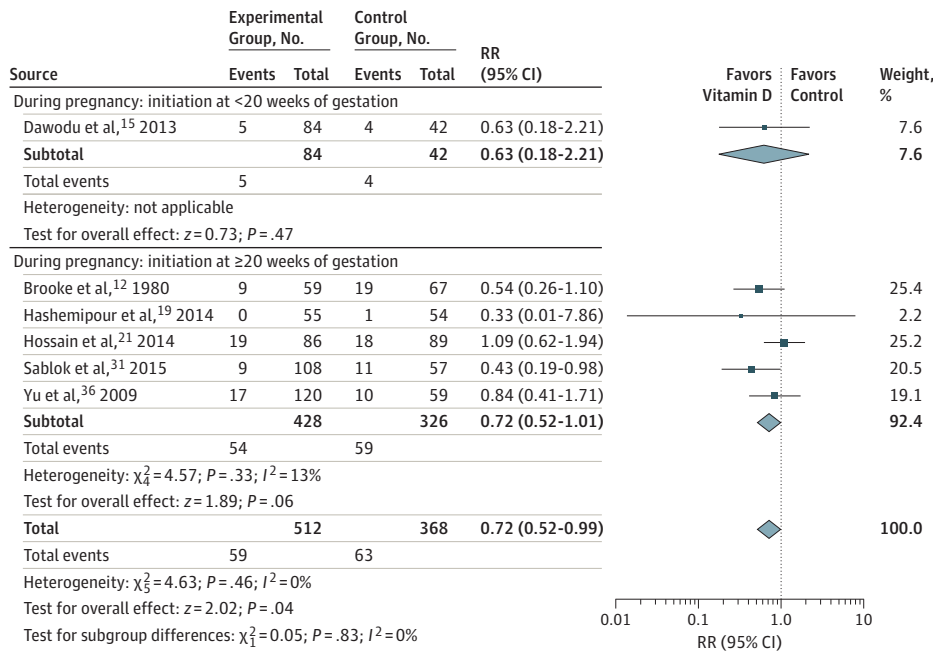 Experimental Group, No. Control Group, No. RR (95% CI) Favors Vitamin D Favors Control Weight, %
Source Events Total Events Total
During pregnancy: initiation at <20 weeks of gestation
Dawodu et al,15 2013 5 84 4 42 0.63 (0.18-2.21) 7.6
Subtotal 84 42 0.63 (0.18-2.21) 7.6
Total events 5 4
Heterogeneity: not applicable
Test for overall effect: z=0.73; P=.47
During pregnancy: initiation at ≥20 weeks of gestation
Brooke et al,12 1980 9 59 19 67 0.54 (0.26-1.10) 25.4
Hashemipour et al,19 2014 0 55 1 54 0.33 (0.01-7.86) 2.2
Hossain et al,21 2014 19 86 18 89 1.09 (0.62-1.94) 25.2
Sablok et al,31 2015 9 108 11 57 0.43 (0.19-0.98) 20.5
Yu et al,36 2009 17 120 10 59 0.84 (0.41-1.71) 19.1
Subtotal 428 326 0.72 (0.52-1.01) 92.4
Total events 54 59
Heterogeneity: χ²₄=4.57; P=.33; I²=13%
Test for overall effect: z=1.89; P=.06
Total 512 368 0.72 (0.52-0.99) 100.0
Total events 59 63
Heterogeneity: χ²₅=4.63; P=.46; I²=0%
Test for overall effect: z=2.02; P=.04
Test for subgroup differences: χ²₁=0.05; P=.83; I²=0%
0.01 0.1 1.0 10
RR (95% CI)